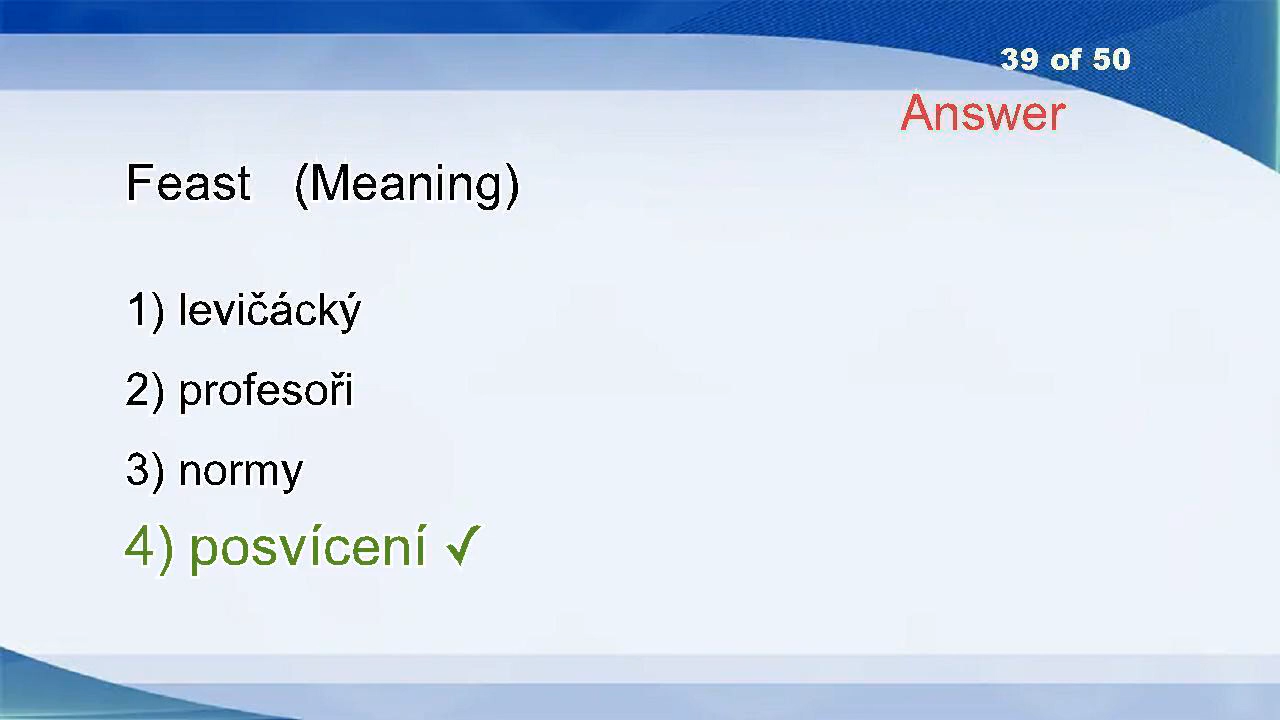 39 of 50
Answer
Feast (Meaning)
1) levičácký
2) profesoři
3) normy
4) posvícení ✓